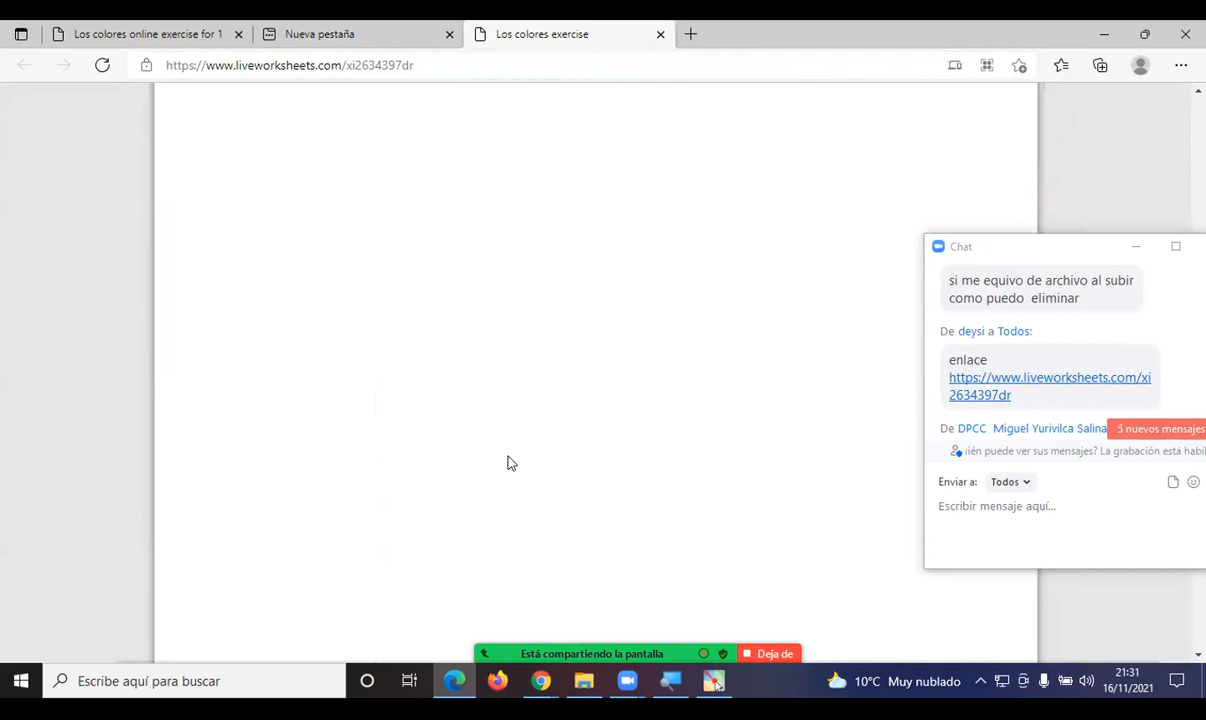 Los colores online exercise for 1
Nueva pestaña
Los colores exercise
https://www.liveworksheets.com/xi2634397dr
Chat
si me equivo de archivo al subir
como puedo eliminar
De deysi a Todos:
enlace
https://www.liveworksheets.com/xi
2634397dr
De DPCC Miguel Yurivilca Salina
5 nuevos mensajes
iién puede ver sus mensajes? La grabación está habil
Enviar a: Todos
Escribir mensaje aquí...
Está compartiendo la pantalla
Deja de
Escribe aquí para buscar
10°C Muy nublado
21:31
16/11/2021